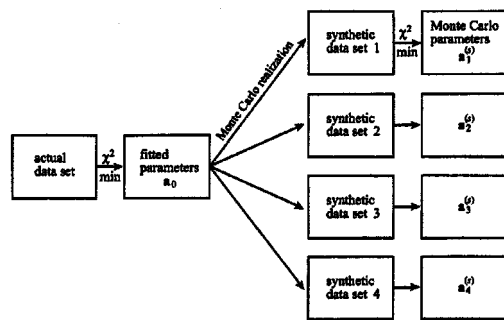 actual
data set
χ²
min
fitted
parameters
a₀
Monte Carlo realization
synthetic
data set 1
χ²
min
Monte Carlo
parameters
a₁⁽ˢ⁾
synthetic
data set 2
a₂⁽ˢ⁾
synthetic
data set 3
a₃⁽ˢ⁾
synthetic
data set 4
a₄⁽ˢ⁾